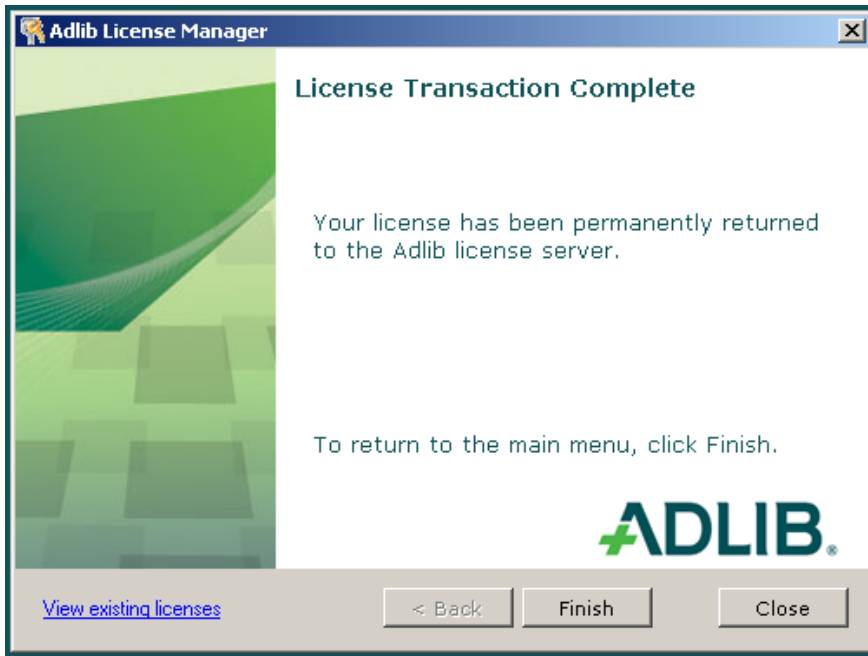 Adlib License Manager
License Transaction Complete
Your license has been permanently returned
to the Adlib license server.
To return to the main menu, click Finish.
ADLIB®
View existing licenses
< Back
Finish
Close